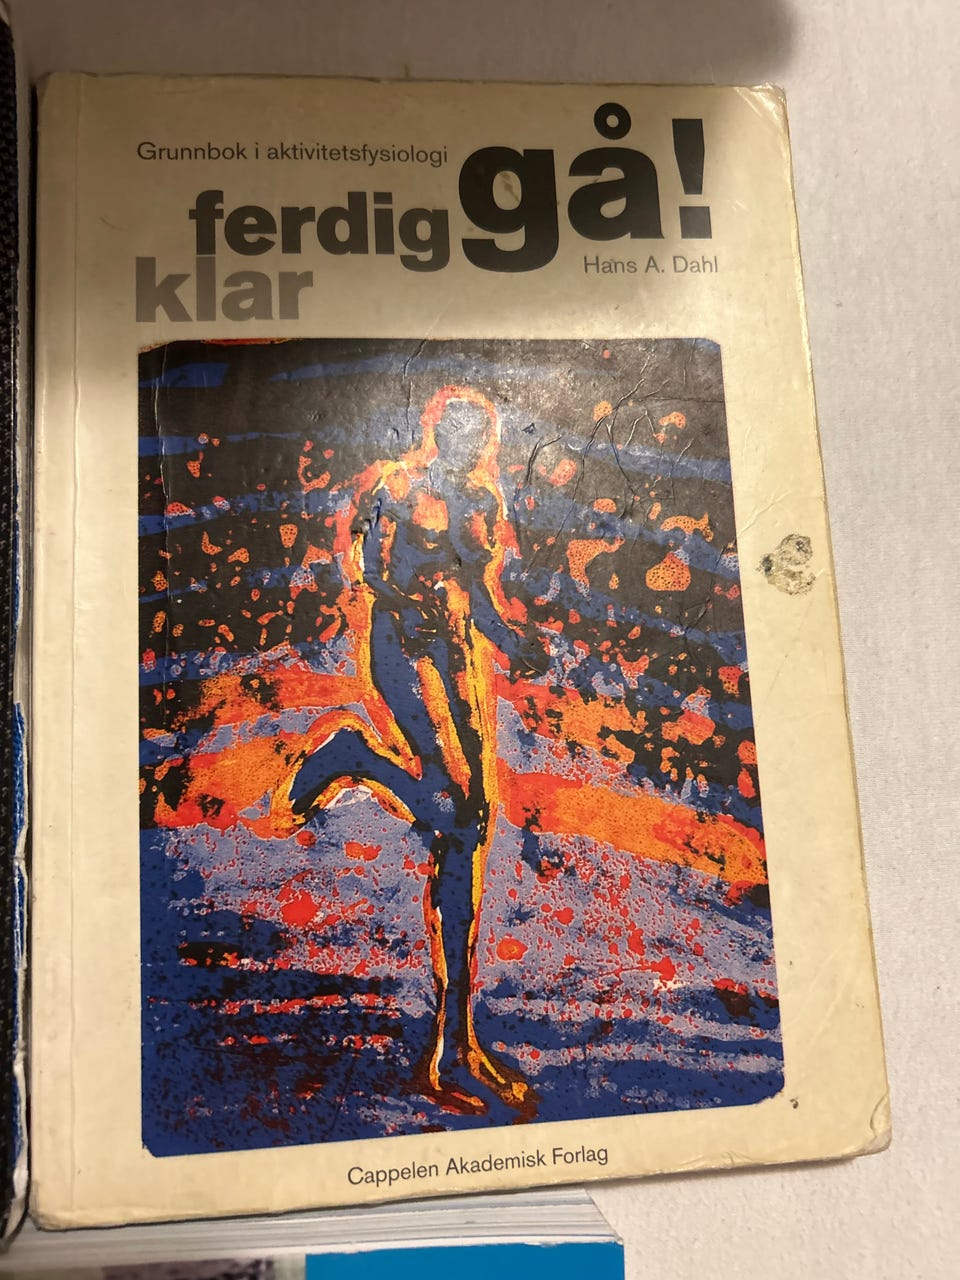 Grunnbok i aktivitetsfysiologi
klar
ferdig
gå!
Hans A. Dahl
Cappelen Akademisk Forlag